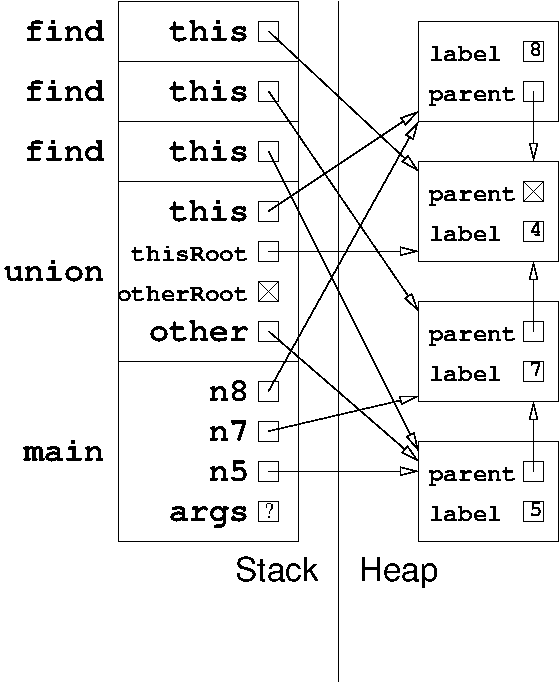 find this
find this
find this
this
thisRoot
union
otherRoot
other
n8
n7
main
n5
args ?
Stack
label 8
parent
parent
label 4
parent
label 7
parent
label 5
Heap